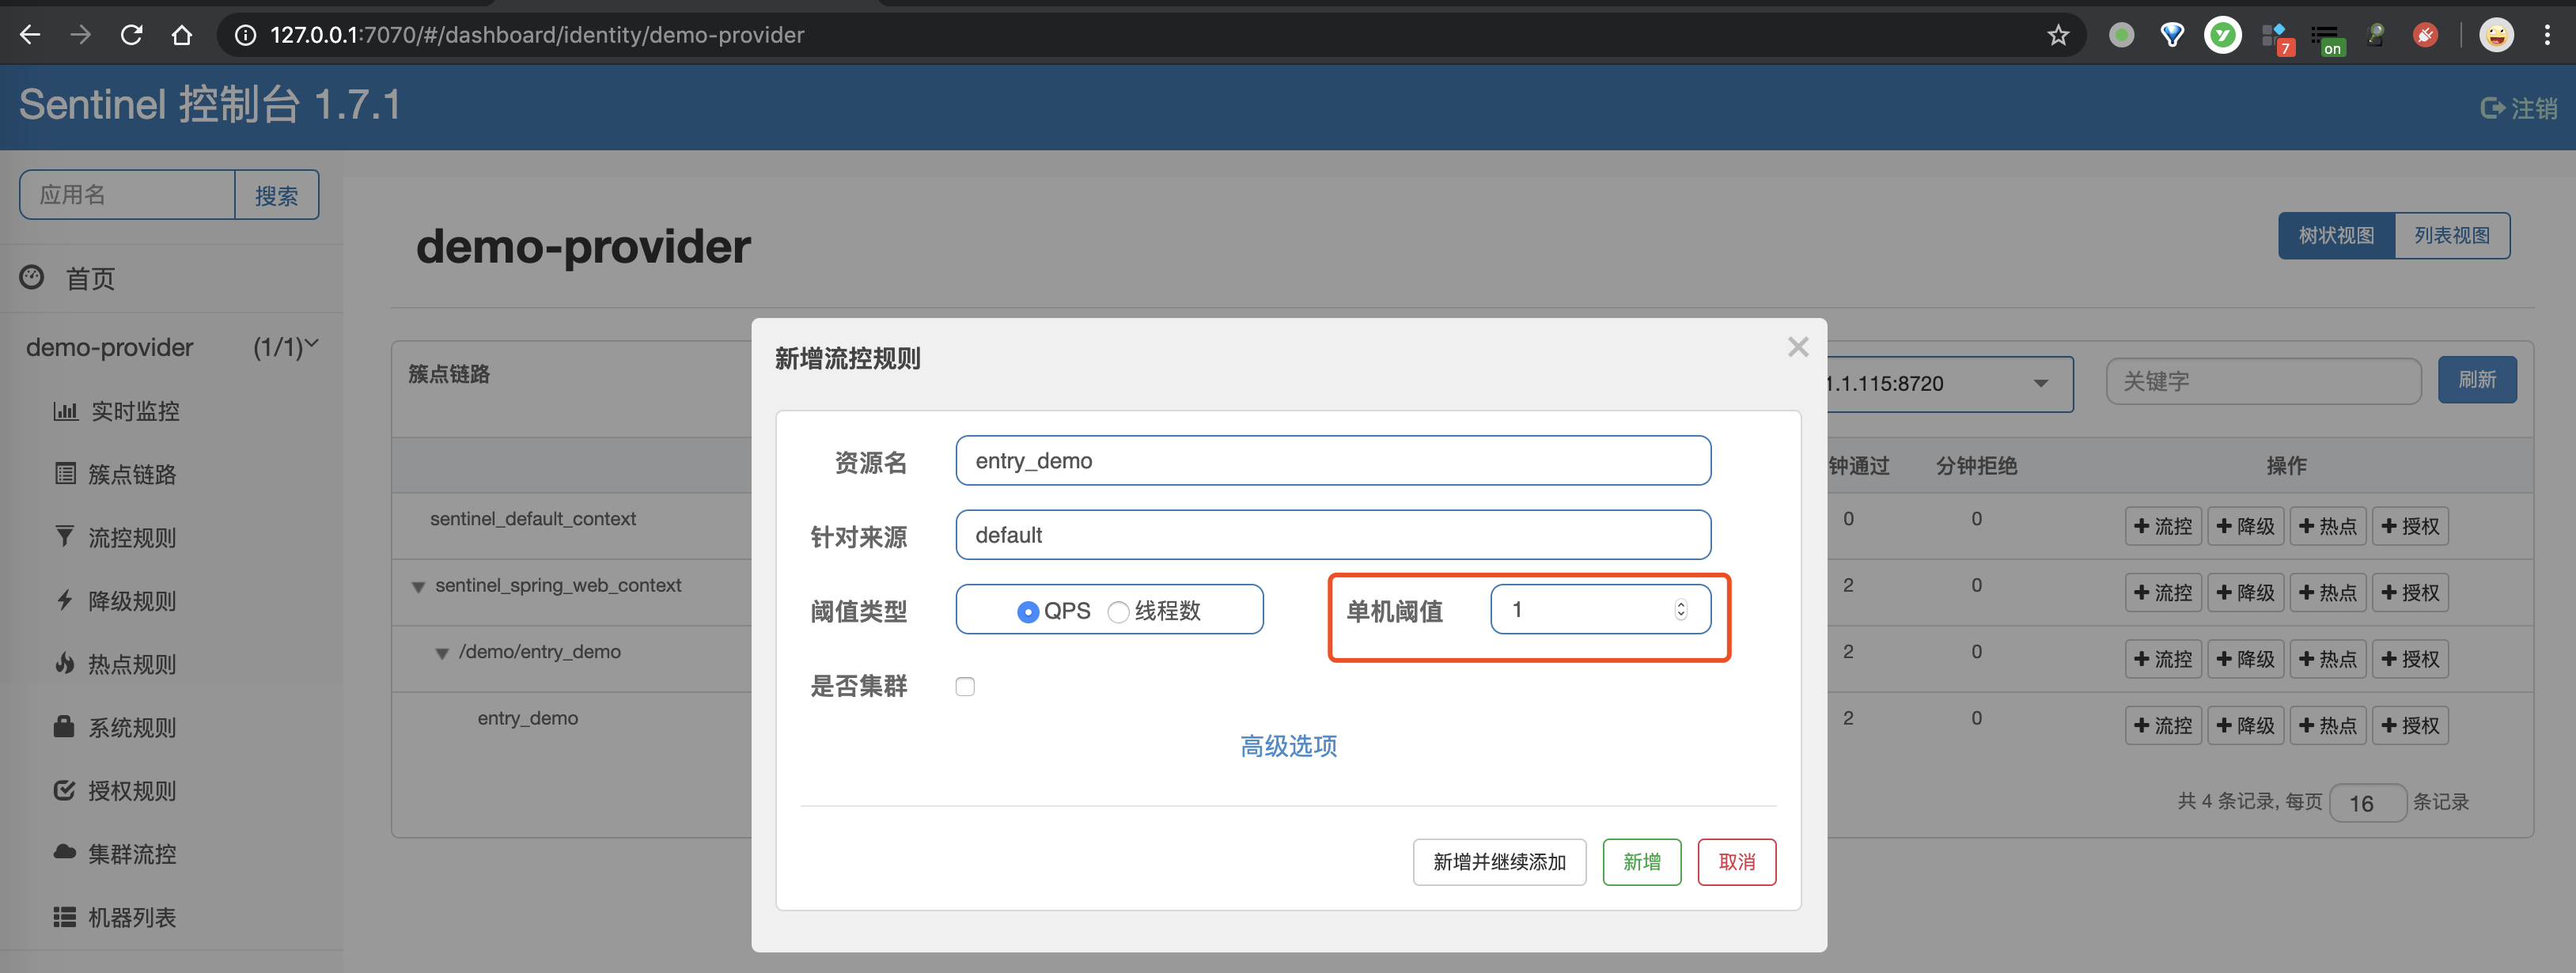 127.0.0.1:7070/#/dashboard/identity/demo-provider
7
on
Sentinel 控制台 1.7.1
注销
应用名
搜索
首页
demo-provider (1/1)
实时监控
簇点链路
流控规则
降级规则
热点规则
系统规则
授权规则
集群流控
机器列表
demo-provider
树状视图
列表视图
簇点链路
1.1.115:8720
关键字
刷新
钟通过 分钟拒绝 操作
sentinel_default_context
0 0 流控 降级 热点 授权
sentinel_spring_web_context
2 0 流控 降级 热点 授权
/demo/entry_demo
2 0 流控 降级 热点 授权
entry_demo
2 0 流控 降级 热点 授权
共 4 条记录, 每页 16 条记录
新增流控规则
资源名 entry_demo
针对来源 default
阈值类型 QPS 线程数 单机阈值 1
是否集群
高级选项
新增并继续添加 新增 取消